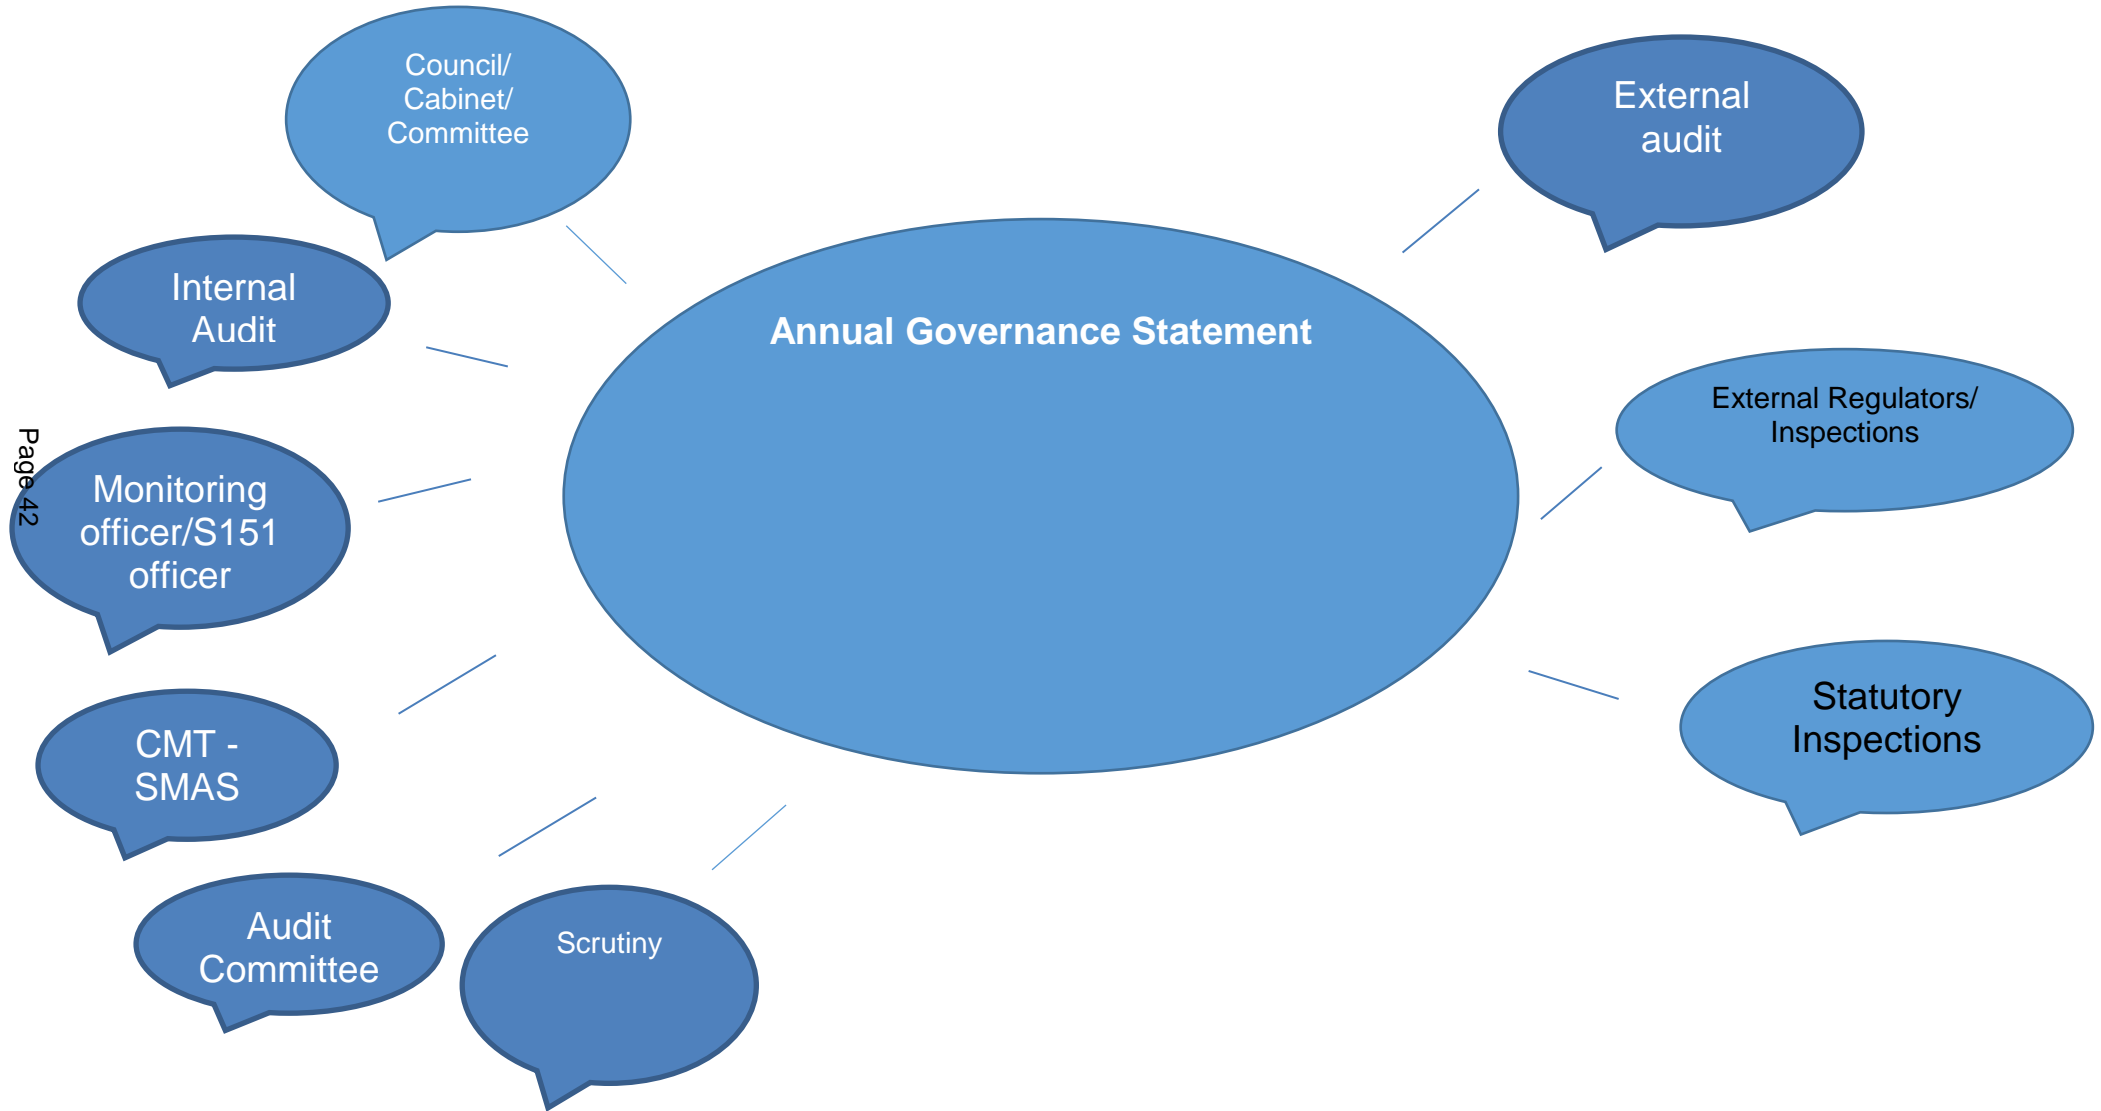 Council/
Cabinet/
Committee
External
audit
Internal
Audit
Annual Governance Statement
External Regulators/
Inspections
Page 42
Monitoring
officer/S151
officer
Statutory
Inspections
CMT -
SMAS
Audit
Committee
Scrutiny